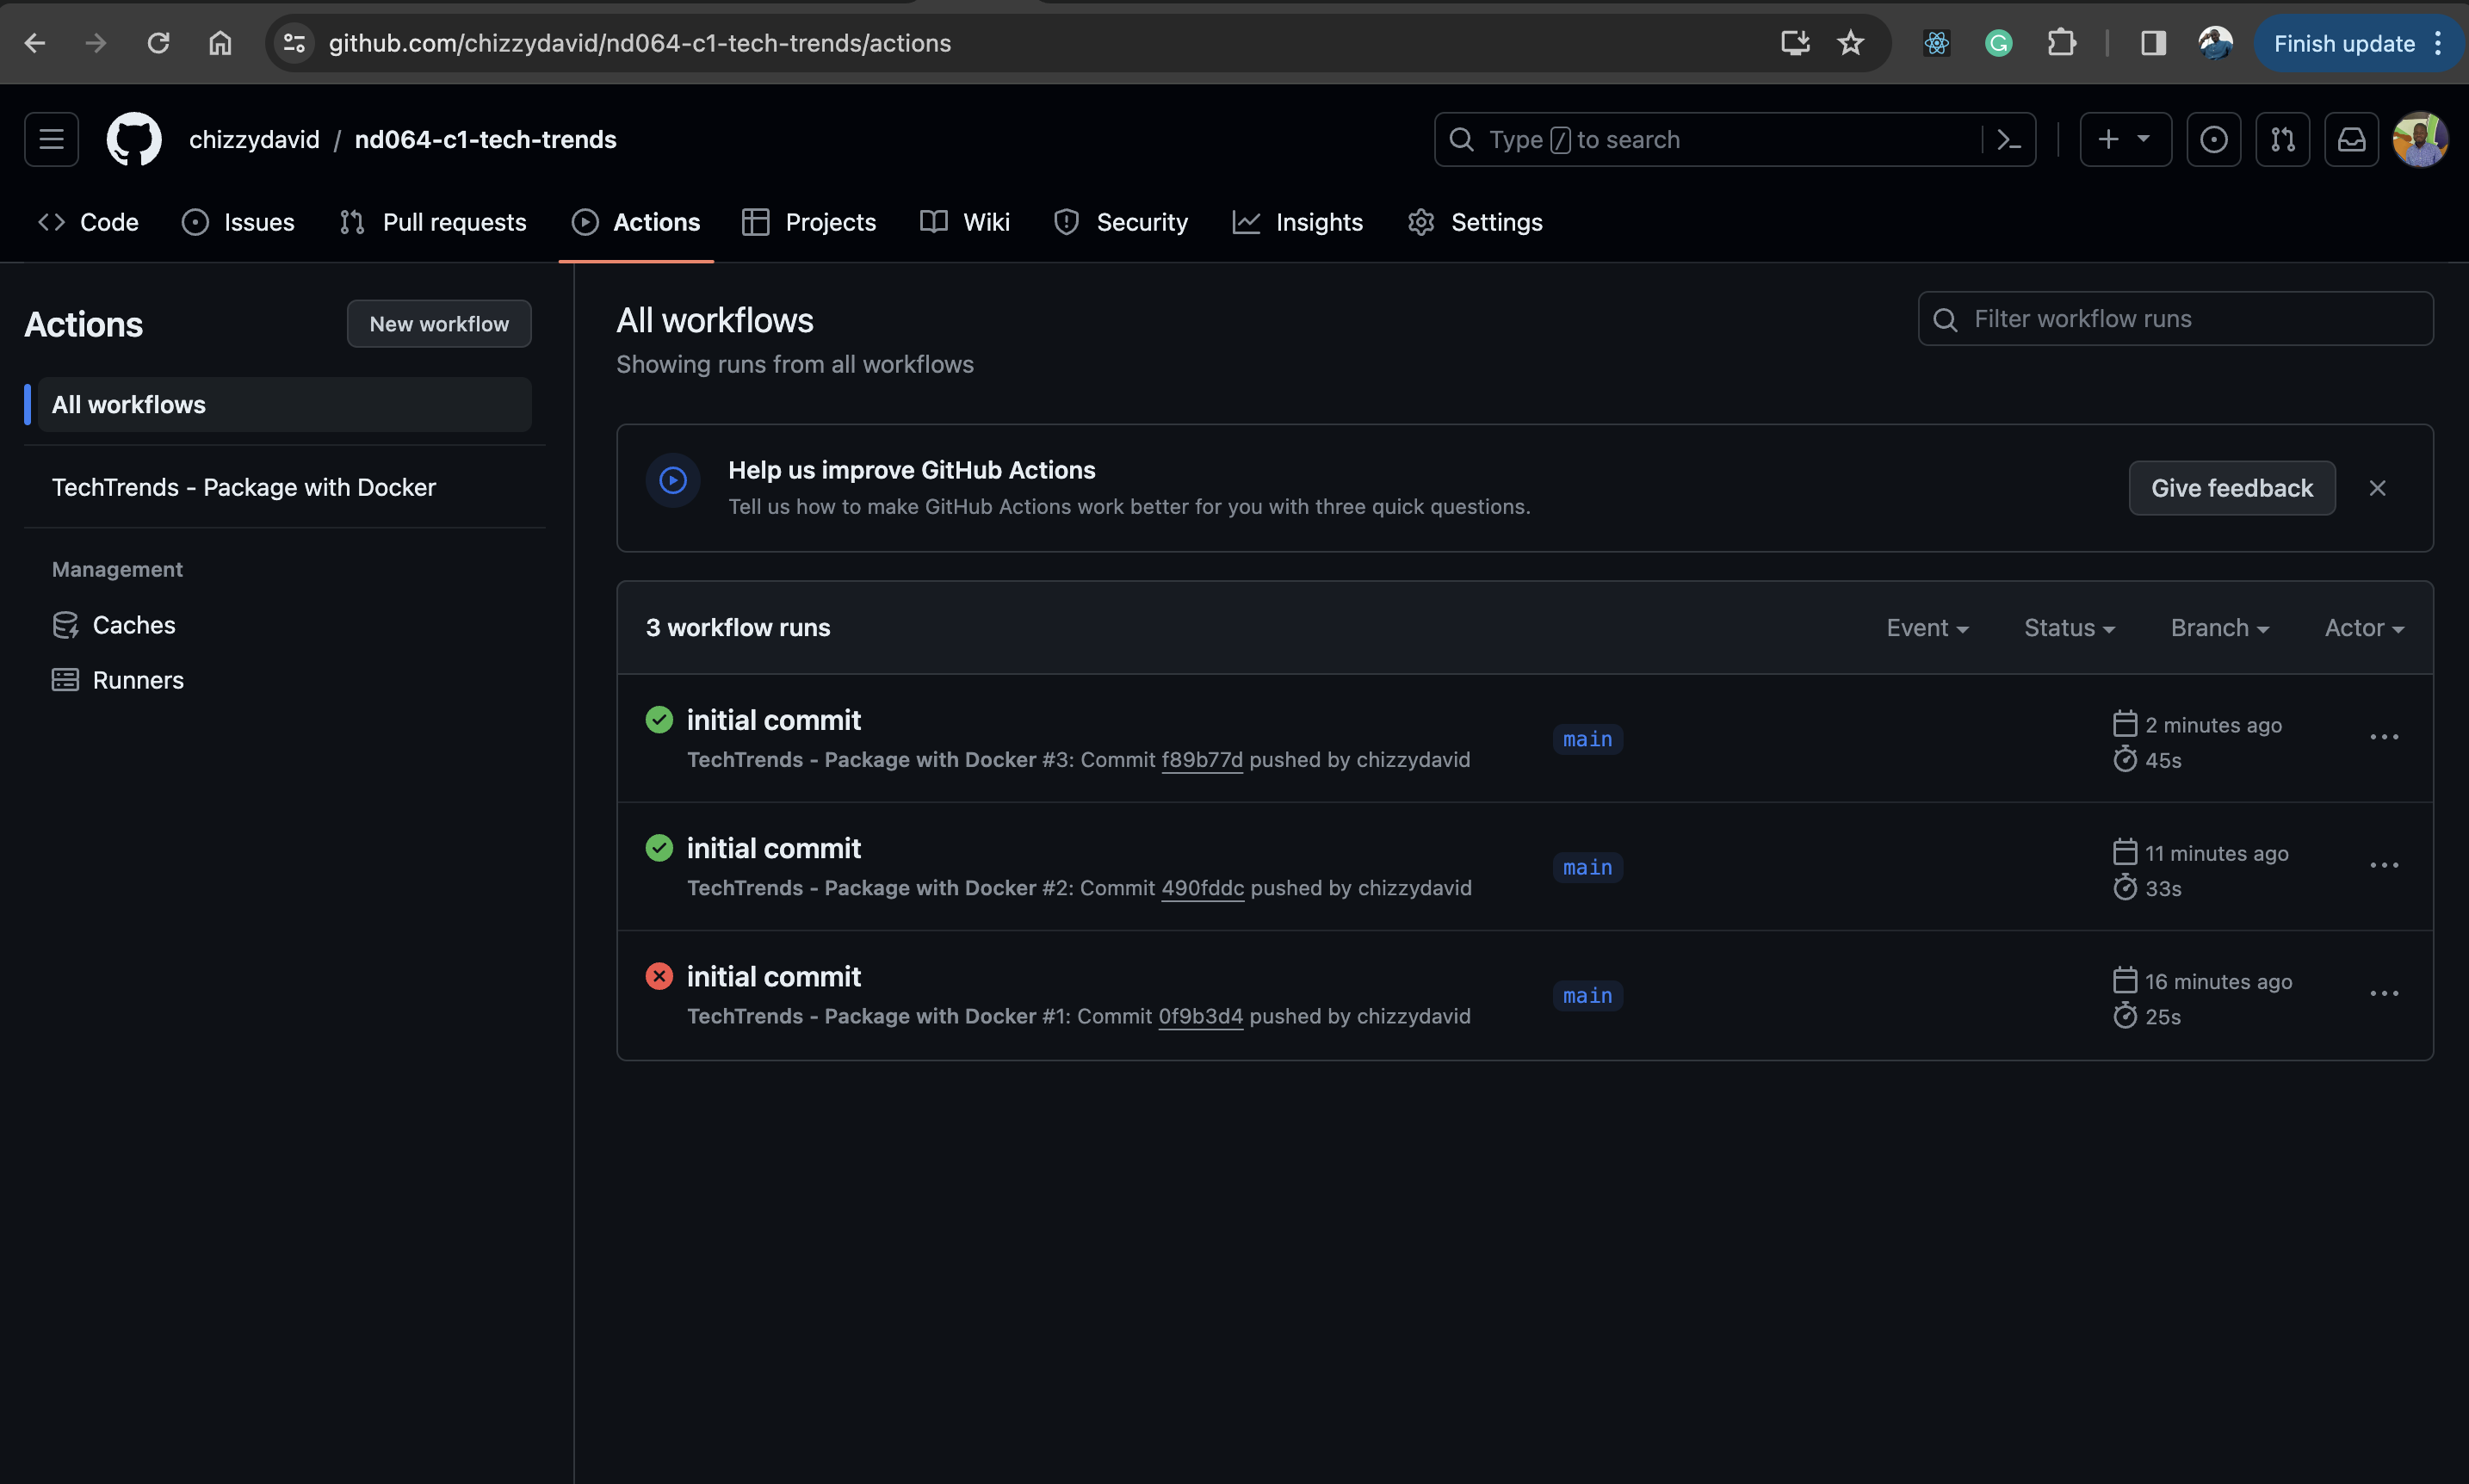 github.com/chizzydavid/nd064-c1-tech-trends/actions
Finish update
chizzydavid / nd064-c1-tech-trends
Type / to search
Code Issues Pull requests Actions Projects Wiki Security Insights Settings
Actions
New workflow
All workflows
TechTrends - Package with Docker
Management
Caches
Runners
All workflows
Showing runs from all workflows
Filter workflow runs
Help us improve GitHub Actions
Tell us how to make GitHub Actions work better for you with three quick questions.
Give feedback
3 workflow runs
Event Status Branch Actor
initial commit
TechTrends - Package with Docker #3: Commit f89b77d pushed by chizzydavid
main
2 minutes ago
45s
initial commit
TechTrends - Package with Docker #2: Commit 490fddc pushed by chizzydavid
main
11 minutes ago
33s
initial commit
TechTrends - Package with Docker #1: Commit 0f9b3d4 pushed by chizzydavid
main
16 minutes ago
25s